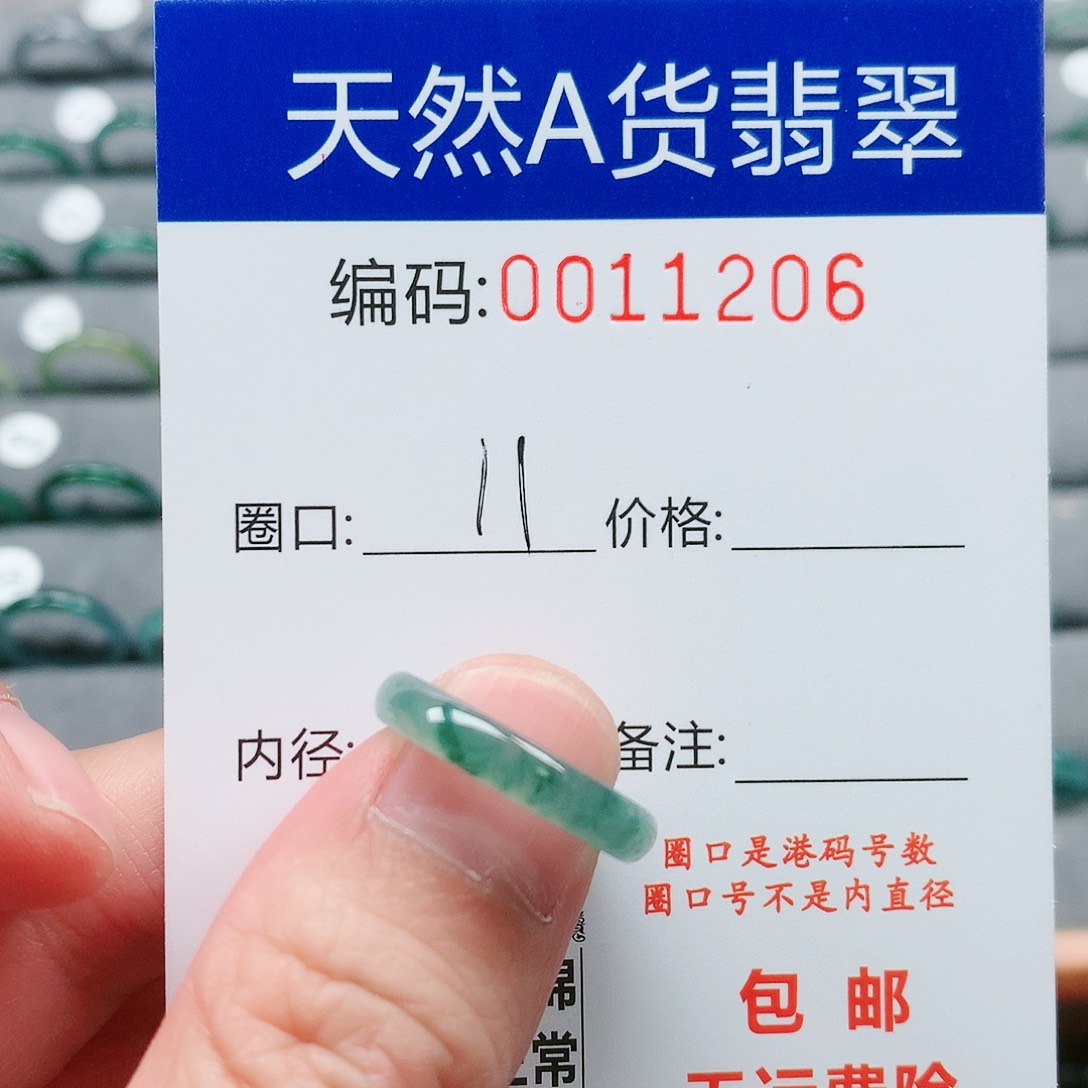 天然A货翡翠
编码:0011206
圈口: 11 价格:
内径: 备注:
圈口是港码号数
圈口号不是内直径
包邮
常